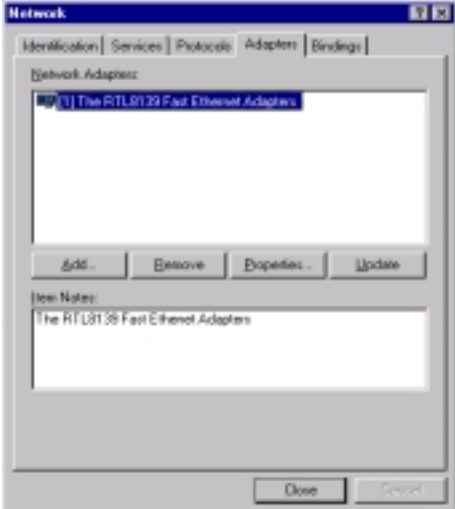 Network
Identification Services Protocols Adapters Bindings
Network Adapters:
[1] The RTL8139 Fast Ethernet Adapters
Add... Remove Properties... Update
Item Notes:
The RTL8139 Fast Ethernet Adapters
Close Cancel